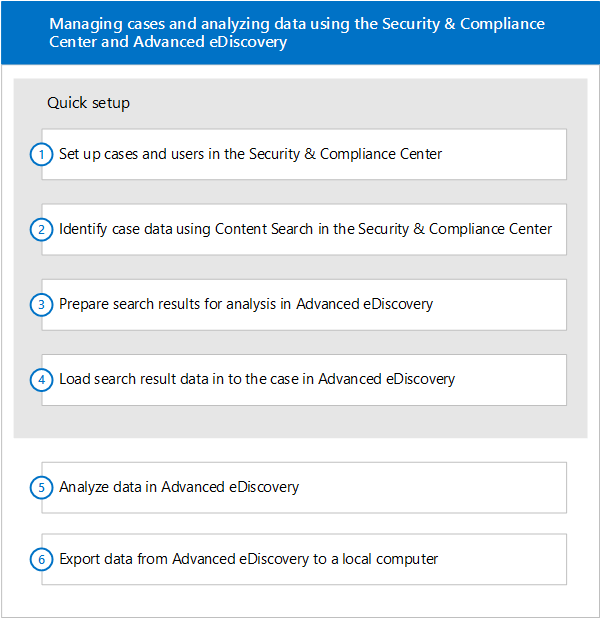 Managing cases and analyzing data using the Security & Compliance
Center and Advanced eDiscovery
Quick setup
1 Set up cases and users in the Security & Compliance Center
2 Identify case data using Content Search in the Security & Compliance Center
3 Prepare search results for analysis in Advanced eDiscovery
4 Load search result data in to the case in Advanced eDiscovery
5 Analyze data in Advanced eDiscovery
6 Export data from Advanced eDiscovery to a local computer